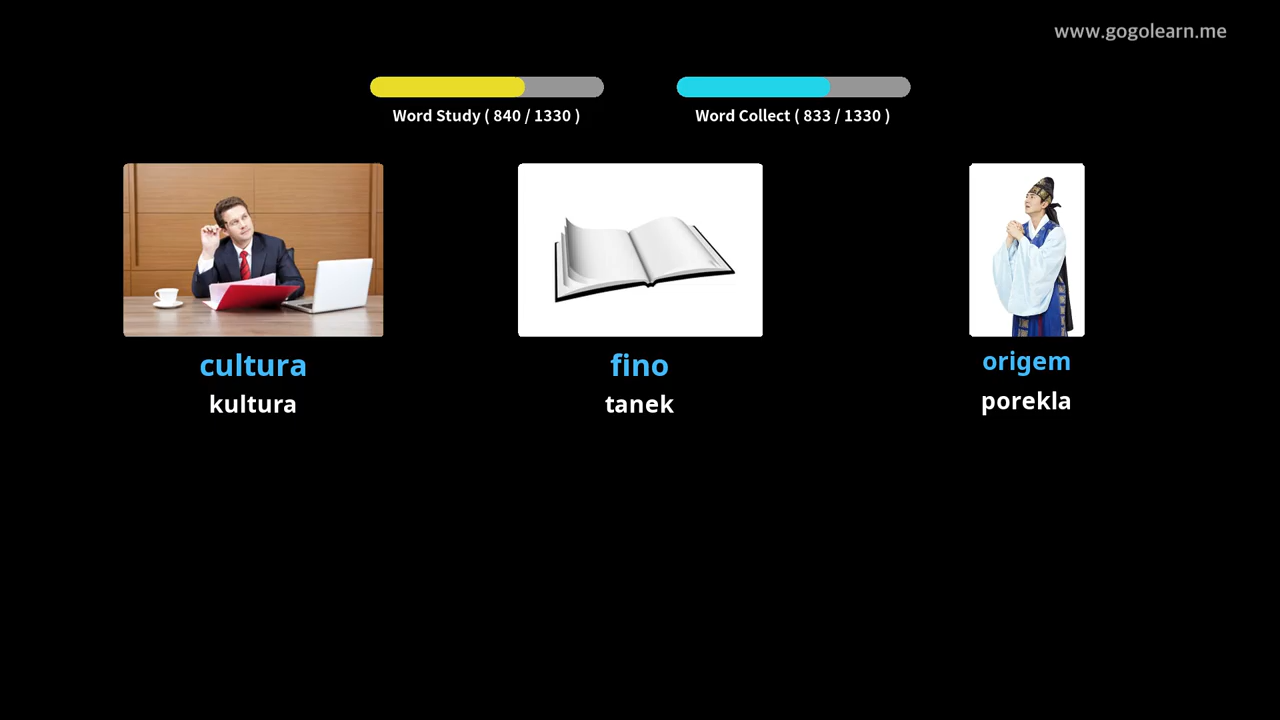 www.gogolearn.me
Word Study ( 840 / 1330 )
Word Collect ( 833 / 1330 )
cultura
kultura
fino
tanek
origem
porekla